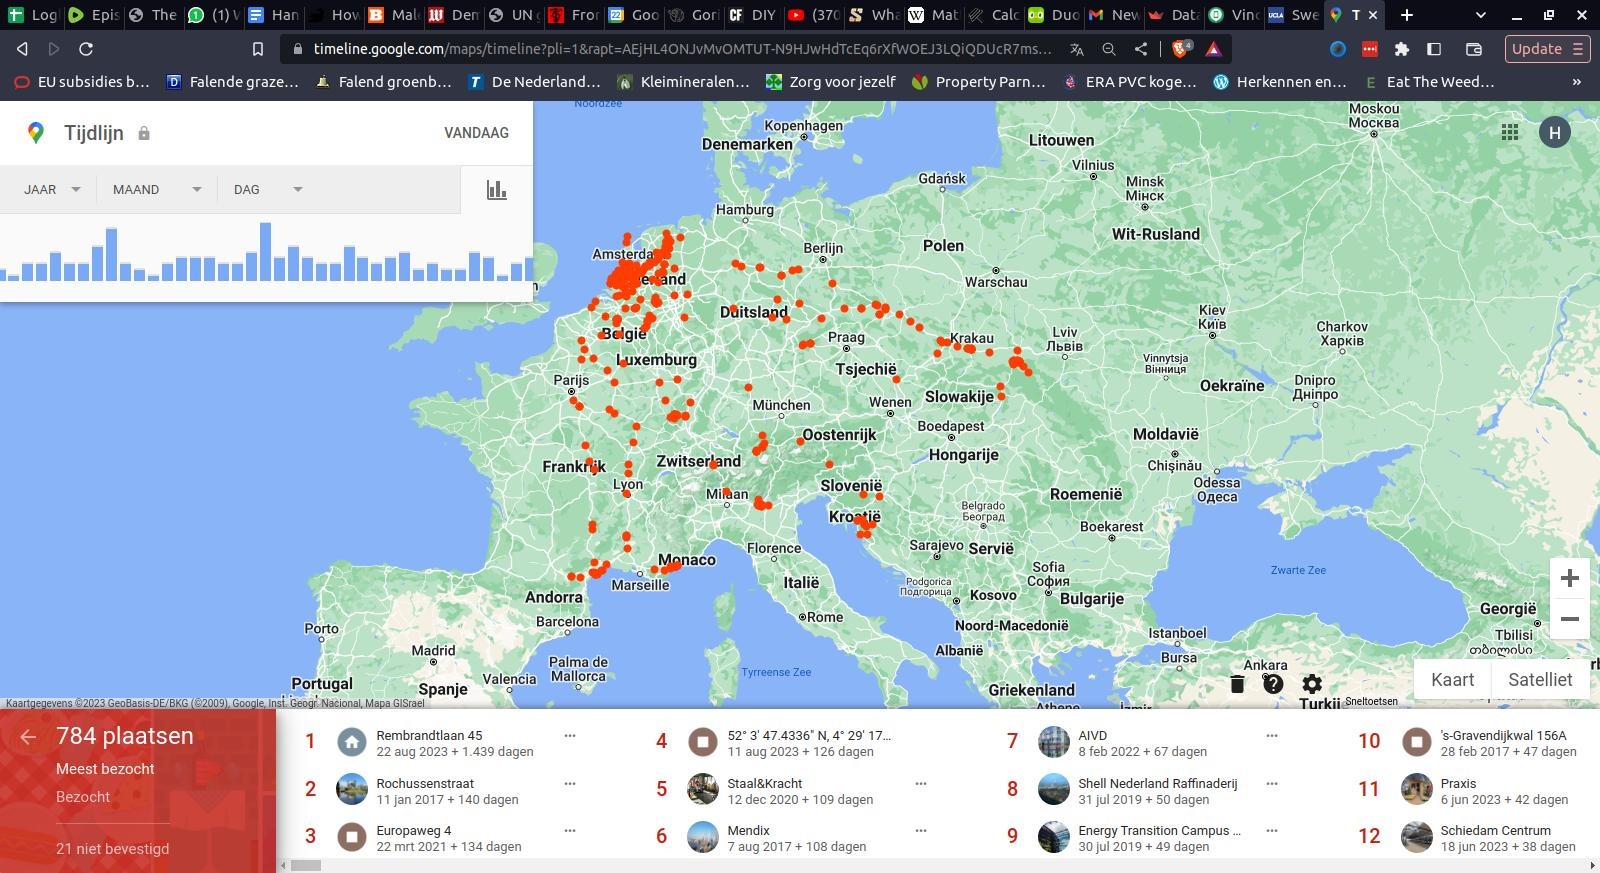 Logi
Epis
The
(1)
Han
How
Male
Den
UN g
Fror
Goo
Gori
DIY
(370
Wha
Mat
Calc
Duo
New
Data
Vinc
UCLA
Swe
T
timeline.google.com/maps/timeline?pli=1&rapt=AEjHL4ONJvMvOMTUT-N9HJwHdTcEq6rXfWOEJ3LQiQDUcR7ms...
4
Update
EU subsidies b...
Falende graze...
Falend groenb...
De Nederland...
Kleimineralen...
Zorg voor jezelf
Property Parn...
ERA PVC koge...
Herkennen en...
Eat The Weed...
»
Tijdlijn
VANDAAG
JAAR
MAAND
DAG
H
Noordzee
Kopenhagen
Denemarken
Litouwen
Moskou
Москва
Vilnius
Gdańsk
Minsk
Мінск
Hamburg
Wit-Rusland
Amsterda
Berlijn
Polen
Warschau
erland
Duitsland
België
Praag
Krakau
Lviv
Львів
Kiev
Київ
Charkov
Харків
Luxemburg
Tsjechië
Vinnytsja
Вінниця
Parijs
Slowakije
Oekraïne
Dnipro
Дніпро
München
Wenen
Oostenrijk
Boedapest
Moldavië
Hongarije
Chișinău
Frankrijk
Zwitserland
Lyon
Slovenië
Odessa
Одеса
Milaan
Roemenië
Kroatië
Belgrado
Београд
Boekarest
Florence
Sarajevo
Servië
Monaco
Marseille
Italië
Sofia
София
Zwarte Zee
Podgorica
Подгорица
Kosovo
Bulgarije
Andorra
Barcelona
Rome
Noord-Macedonië
Georgië
Tbilisi
თბილისი
Porto
Madrid
Albanië
Istanboel
Bursa
Palma de
Mallorca
Tyrreense Zee
Ankara
Valencia
Portugal
Spanje
Griekenland
Turkij
Kaart
Satelliet
Sneltoetsen
Kaartgegevens ©2023 GeoBasis-DE/BKG (©2009), Google, Inst. Geogr. Nacional, Mapa GISrael
784 plaatsen
Meest bezocht
Bezocht
21 niet bevestigd
1
Rembrandtlaan 45
22 aug 2023 + 1.439 dagen
2
Rochussenstraat
11 jan 2017 + 140 dagen
3
Europaweg 4
22 mrt 2021 + 134 dagen
4
52° 3' 47.4336" N, 4° 29' 17...
11 aug 2023 + 126 dagen
5
Staal&Kracht
12 dec 2020 + 109 dagen
6
Mendix
7 aug 2017 + 108 dagen
7
AIVD
8 feb 2022 + 67 dagen
8
Shell Nederland Raffinaderij
31 jul 2019 + 50 dagen
9
Energy Transition Campus ...
30 jul 2019 + 49 dagen
10
's-Gravendijkwal 156A
28 feb 2017 + 47 dagen
11
Praxis
6 jun 2023 + 42 dagen
12
Schiedam Centrum
18 jun 2023 + 38 dagen